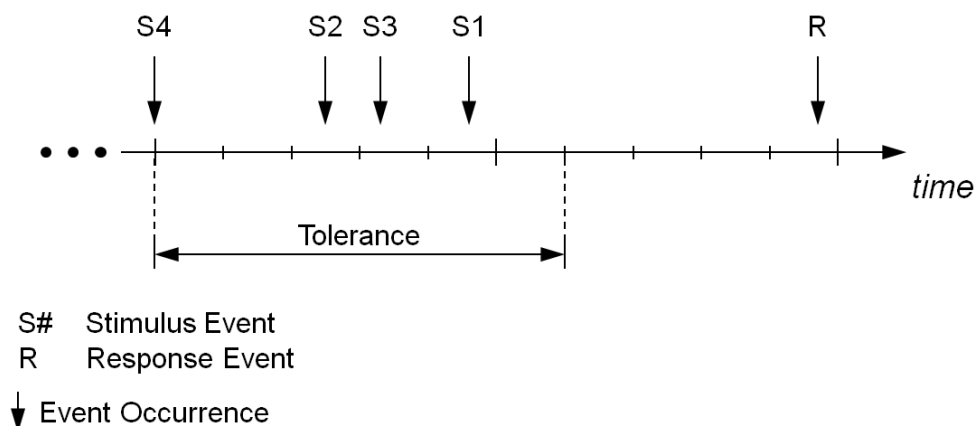 S4 S2 S3 S1 R
time
Tolerance
S# Stimulus Event
R Response Event
Event Occurrence